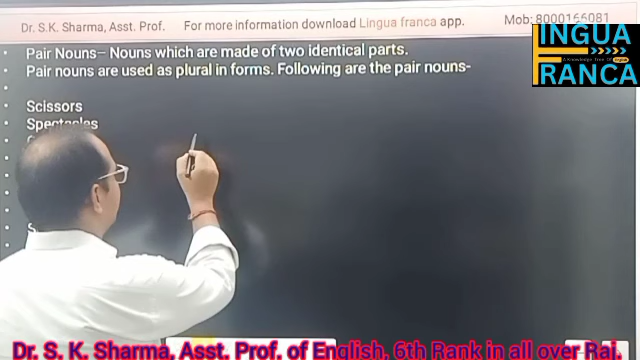 Dr. S.K. Sharma, Asst. Prof. For more information download Lingua franca app. Mob: 8000166081
LINGUA
FRANCA
• Pair Nouns– Nouns which are made of two identical parts.
• Pair nouns are used as plural in forms. Following are the pair nouns-
• Scissors
• Spectacles
S
Dr. S. K. Sharma, Asst. Prof. of English, 6th Rank in all over Raj.